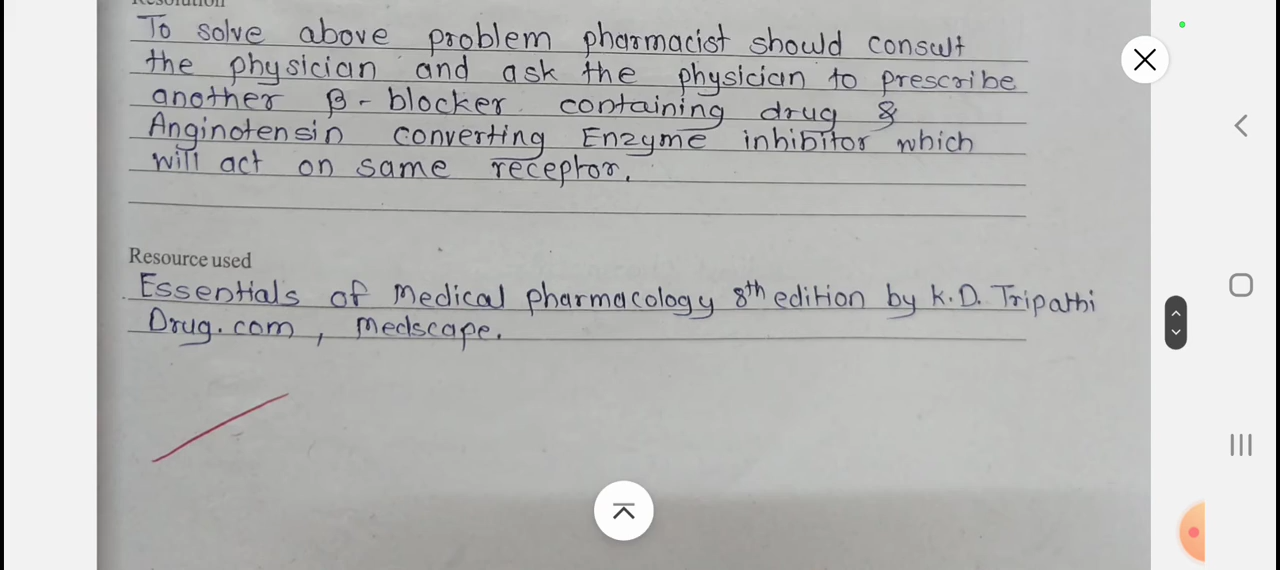 Resolution
To solve above problem pharmacist should consult
the physician and ask the physician to prescribe
another β-blocker containing drug &
Anginotensin converting Enzyme inhibitor which
will act on same receptor.
Resource used
Essentials of Medical pharmacology 8th edition by K.D. Tripathi
Drug.com, Medscape.